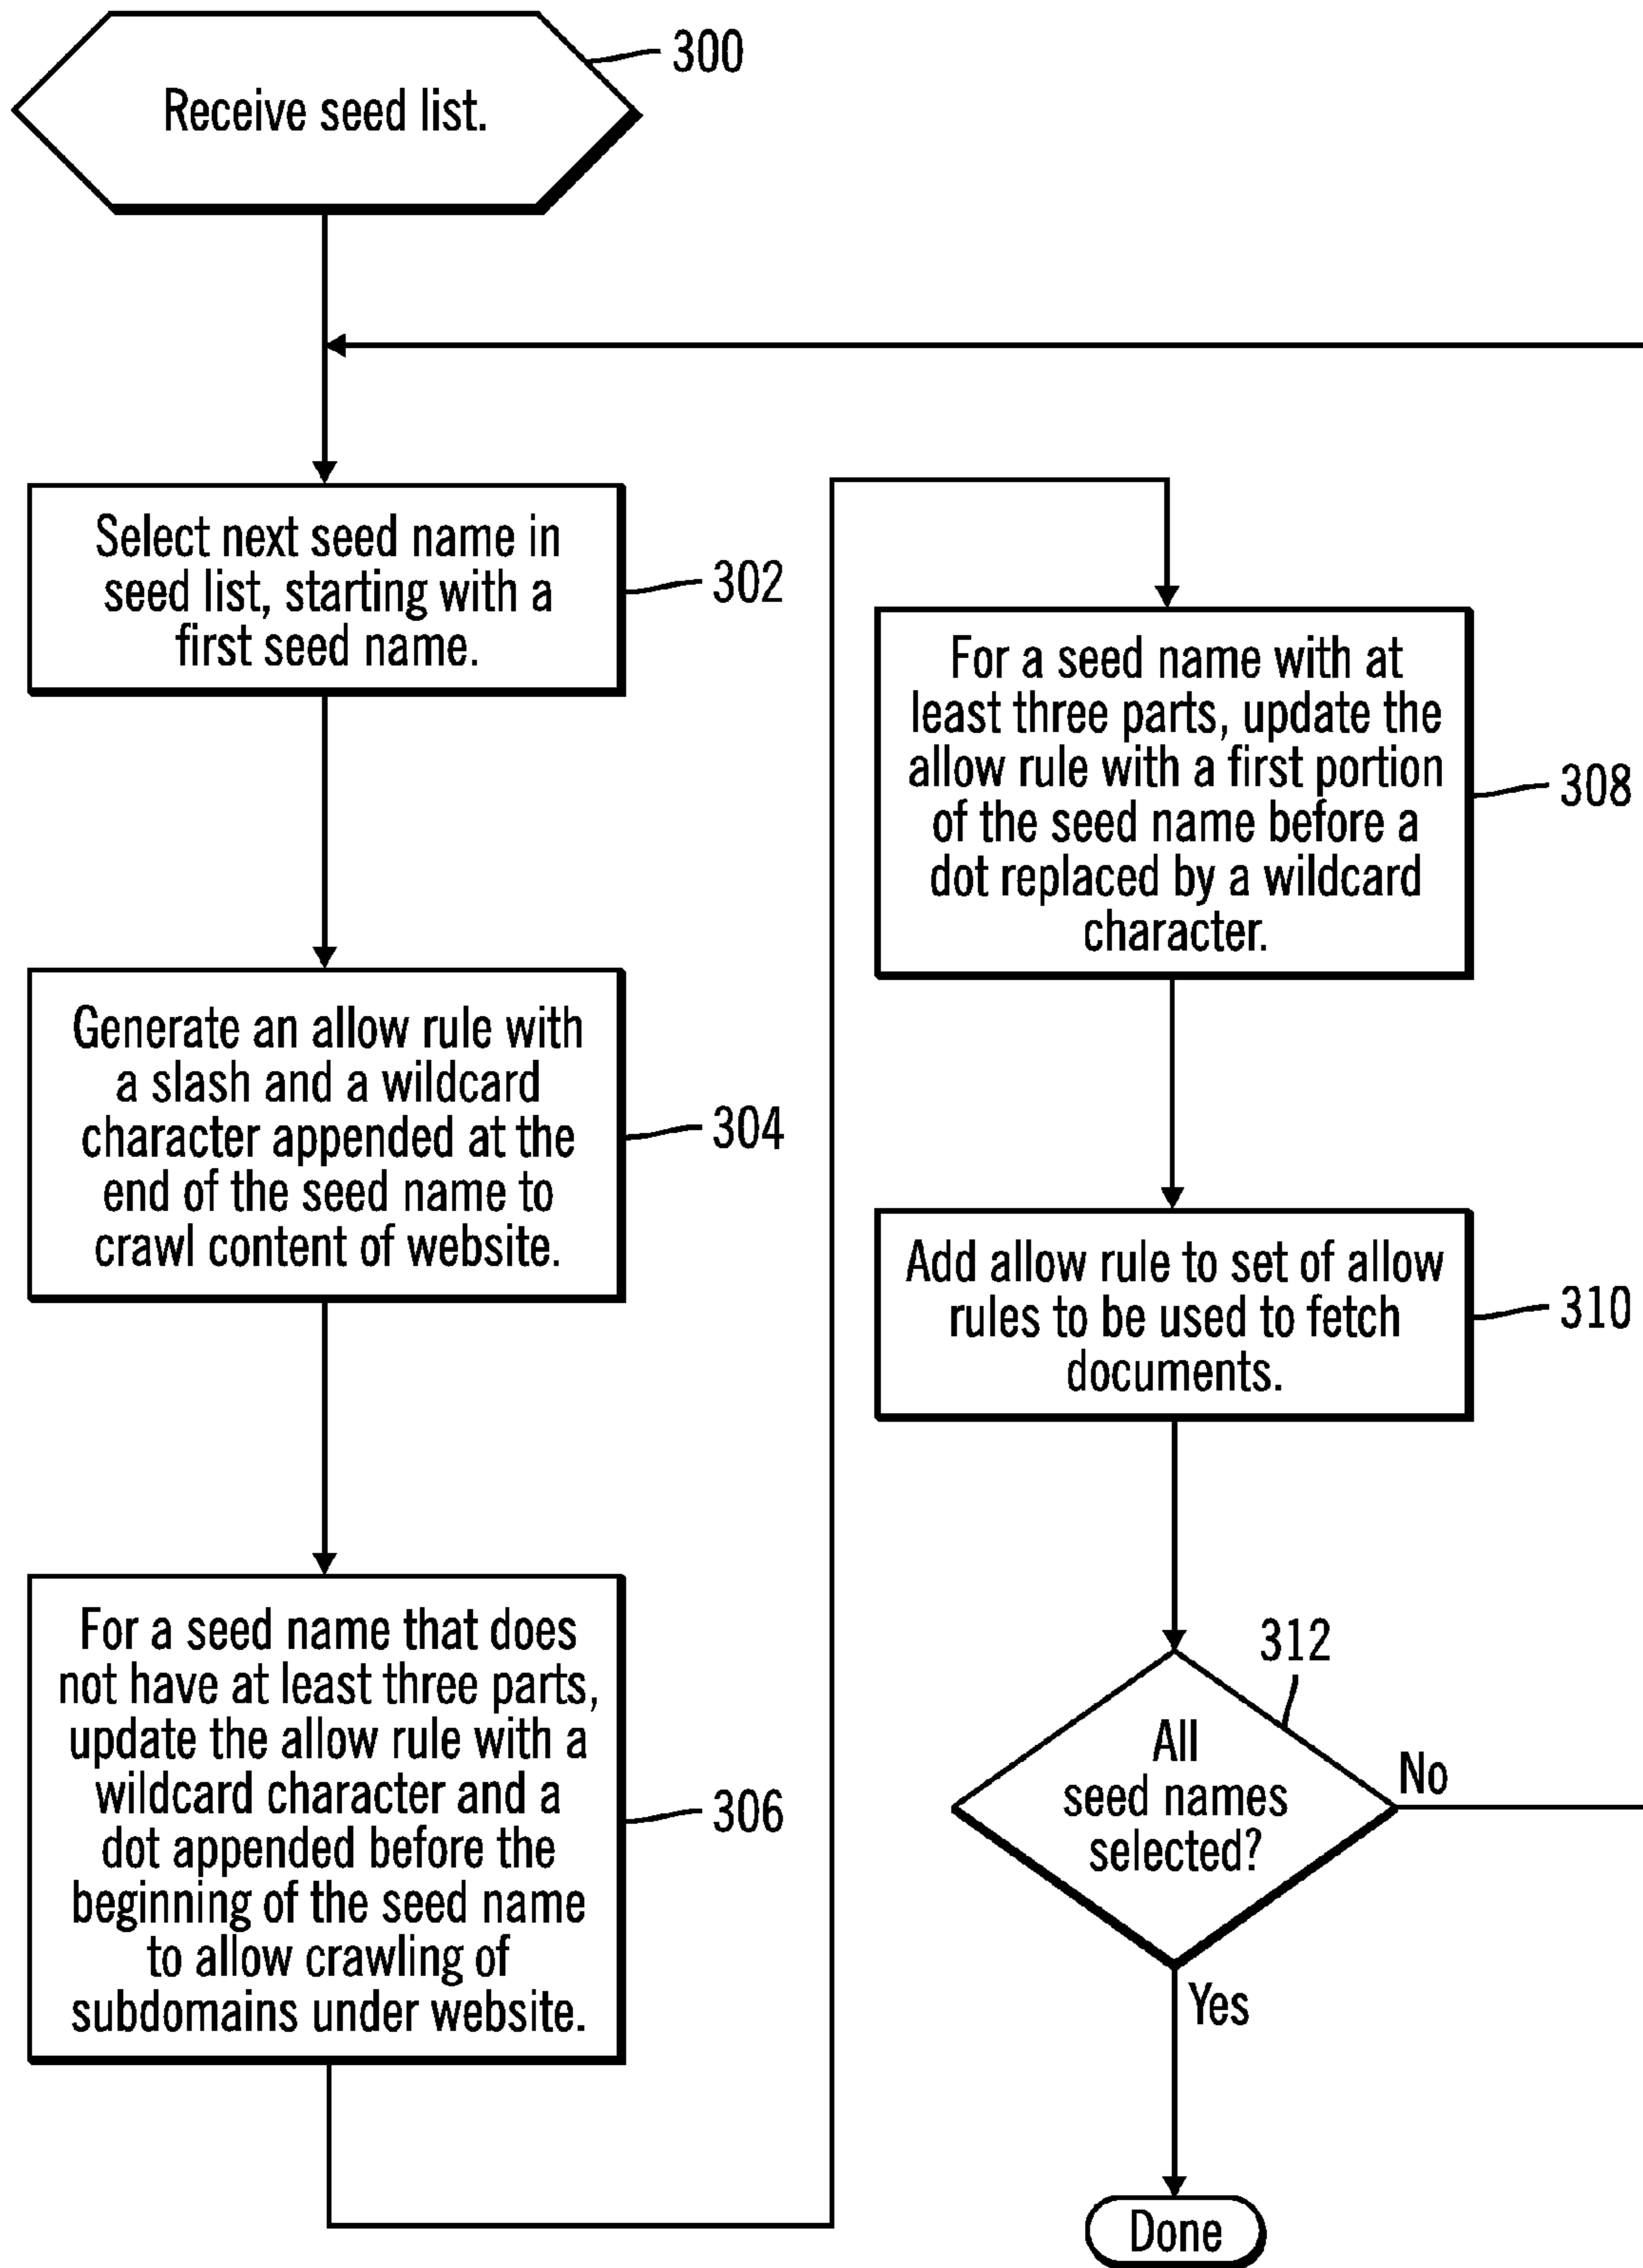 Receive seed list.
300
Select next seed name in
seed list, starting with a
first seed name.
302
Generate an allow rule with
a slash and a wildcard
character appended at the
end of the seed name to
crawl content of website.
304
For a seed name that does
not have at least three parts,
update the allow rule with a
wildcard character and a
dot appended before the
beginning of the seed name
to allow crawling of
subdomains under website.
306
For a seed name with at
least three parts, update the
allow rule with a first portion
of the seed name before a
dot replaced by a wildcard
character.
308
Add allow rule to set of allow
rules to be used to fetch
documents.
310
312
All
seed names
selected?
No
Yes
Done